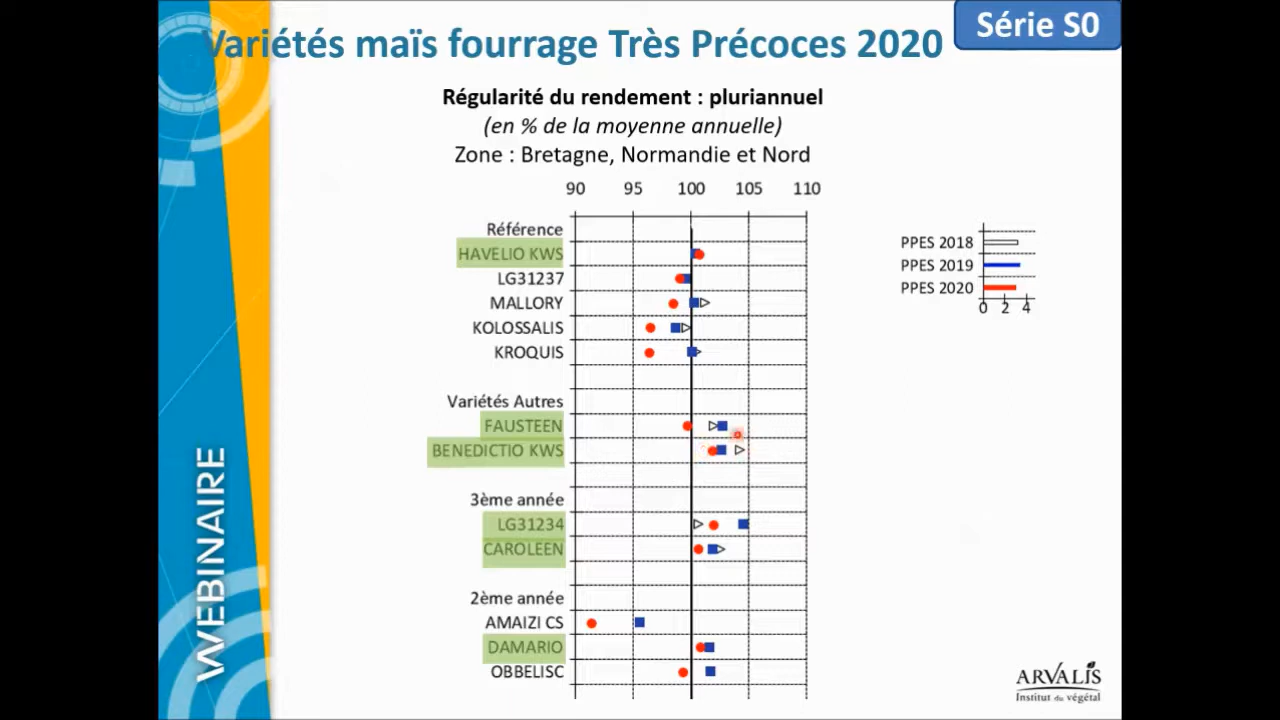 Série S0
Variétés maïs fourrage Très Précoces 2020
Régularité du rendement : pluriannuel
(en % de la moyenne annuelle)
Zone : Bretagne, Normandie et Nord
90 95 100 105 110
Référence
HAVELIO KWS
LG31237
MALLORY
KOLOSSALIS
KROQUIS
Variétés Autres
FAUSTEEN
BENEDICTIO KWS
3ème année
LG31234
CAROLEEN
2ème année
AMAIZI CS
DAMARIO
OBBELISC
PPES 2018
PPES 2019
PPES 2020
0 2 4
WEBINAIRE
ARVALIS
Institut du végétal